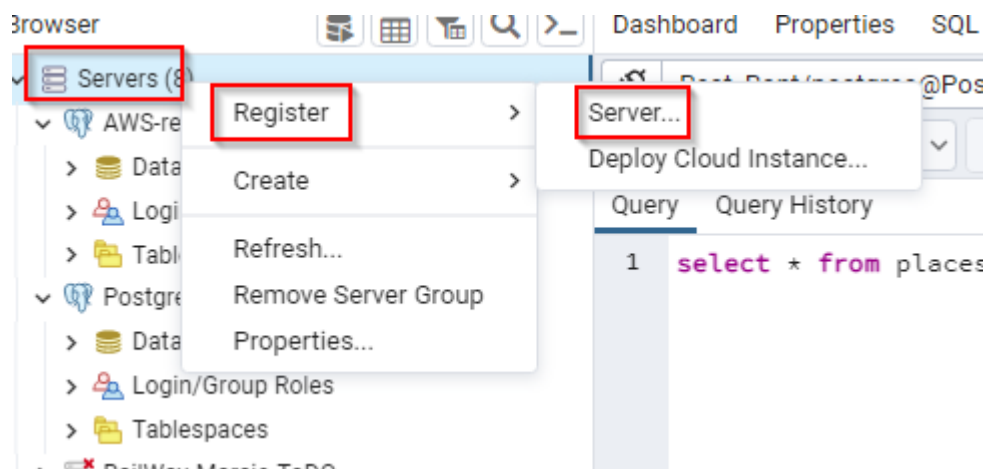 Browser
Dashboard Properties SQL
Servers (8)
Register
Server...
AWS-re
Deploy Cloud Instance...
Data
Create
Logi
Query Query History
Tabl
Refresh...
1 select * from places
Postgre
Remove Server Group
Data
Properties...
Login/Group Roles
Tablespaces